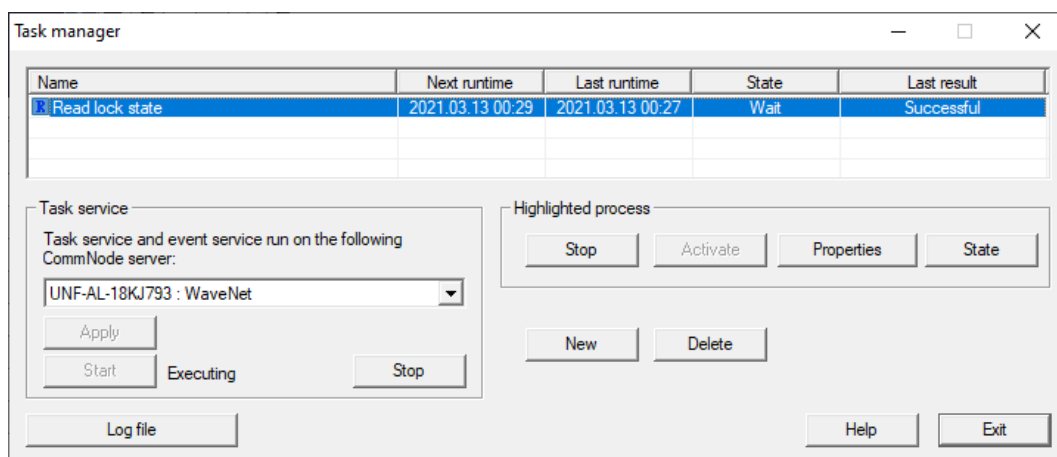 Task manager
Name Next runtime Last runtime State Last result
R Read lock state 2021.03.13 00:29 2021.03.13 00:27 Wait Successful
Task service
Task service and event service run on the following
CommNode server:
UNF-AL-18KJ793 : WaveNet
Apply
Start Executing Stop
Highlighted process
Stop Activate Properties State
New Delete
Log file
Help Exit